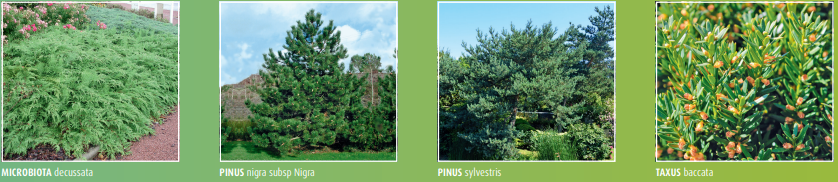 MICROBIOTA decussata
PINUS nigra subsp Nigra
PINUS sylvestris
TAXUS baccata